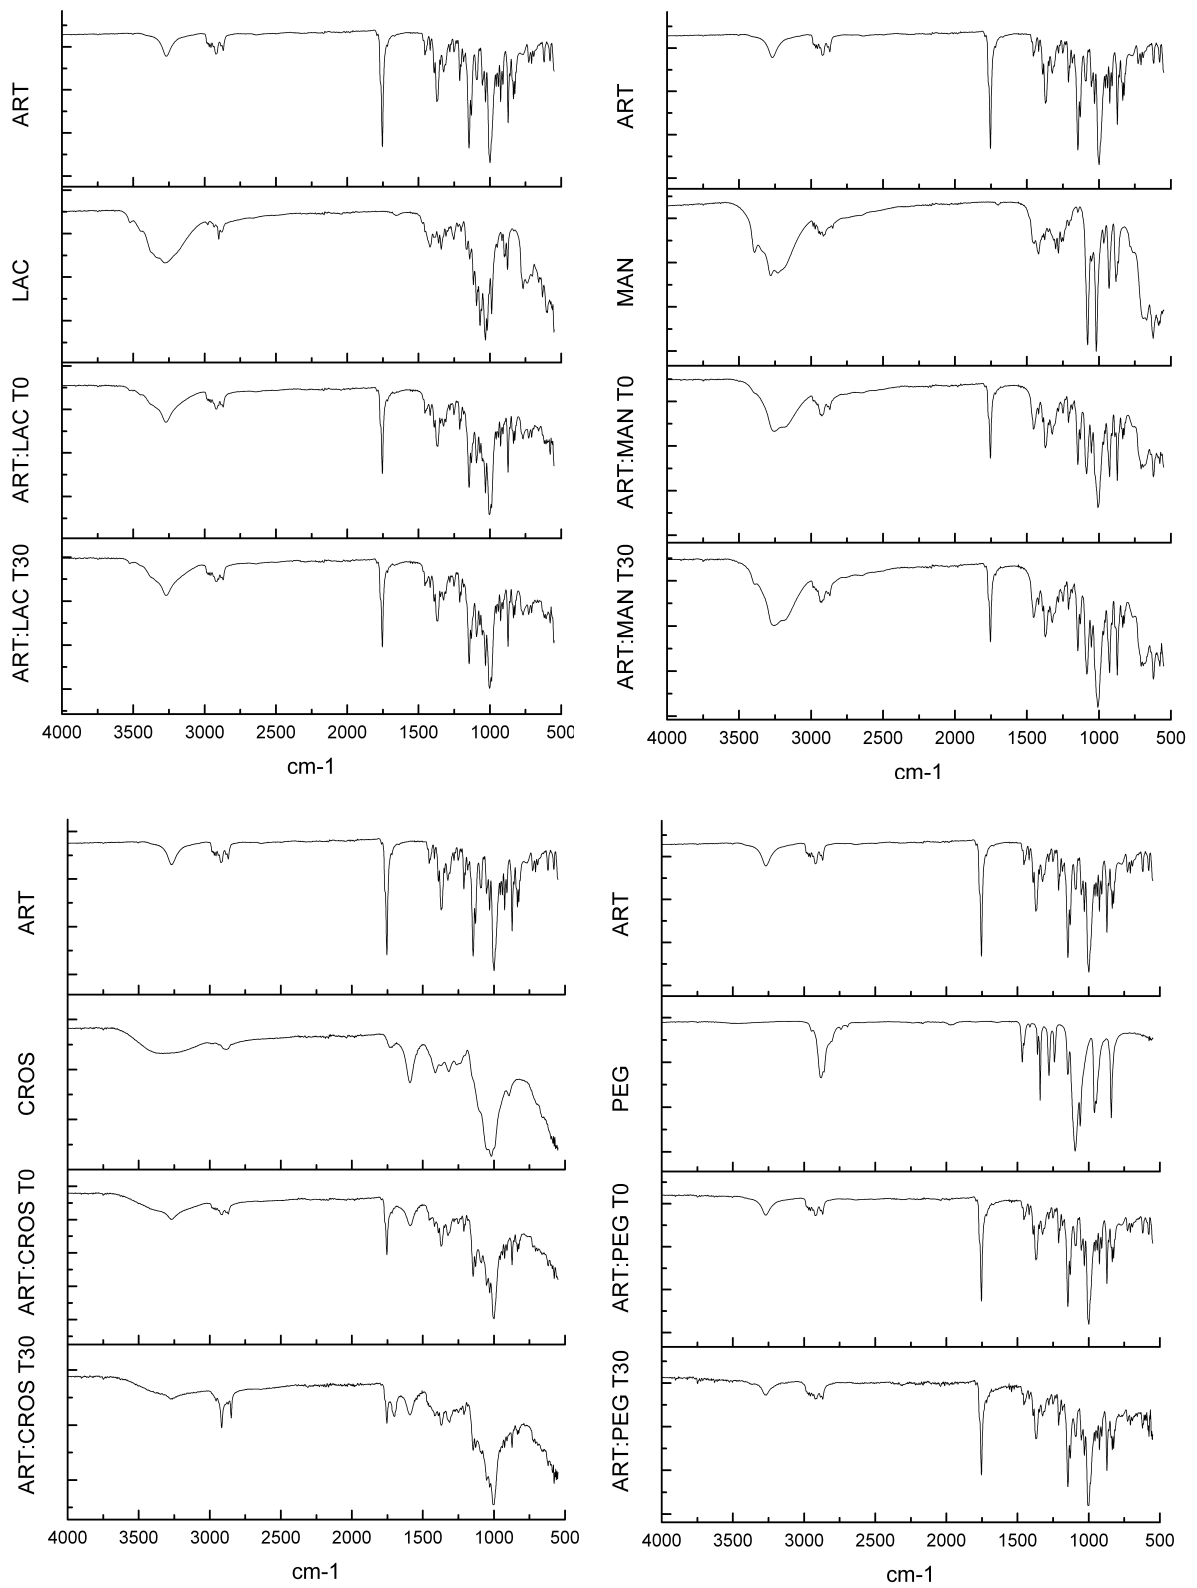 ART
LAC
ART:LAC T0
ART:LAC T30
4000 3500 3000 2500 2000 1500 1000 500
cm-1
ART
MAN
ART:MAN T0
ART:MAN T30
4000 3500 3000 2500 2000 1500 1000 500
cm-1
ART
CROS
ART:CROS T0
ART:CROS T30
4000 3500 3000 2500 2000 1500 1000 500
cm-1
ART
PEG
ART:PEG T0
ART:PEG T30
4000 3500 3000 2500 2000 1500 1000 500
cm-1